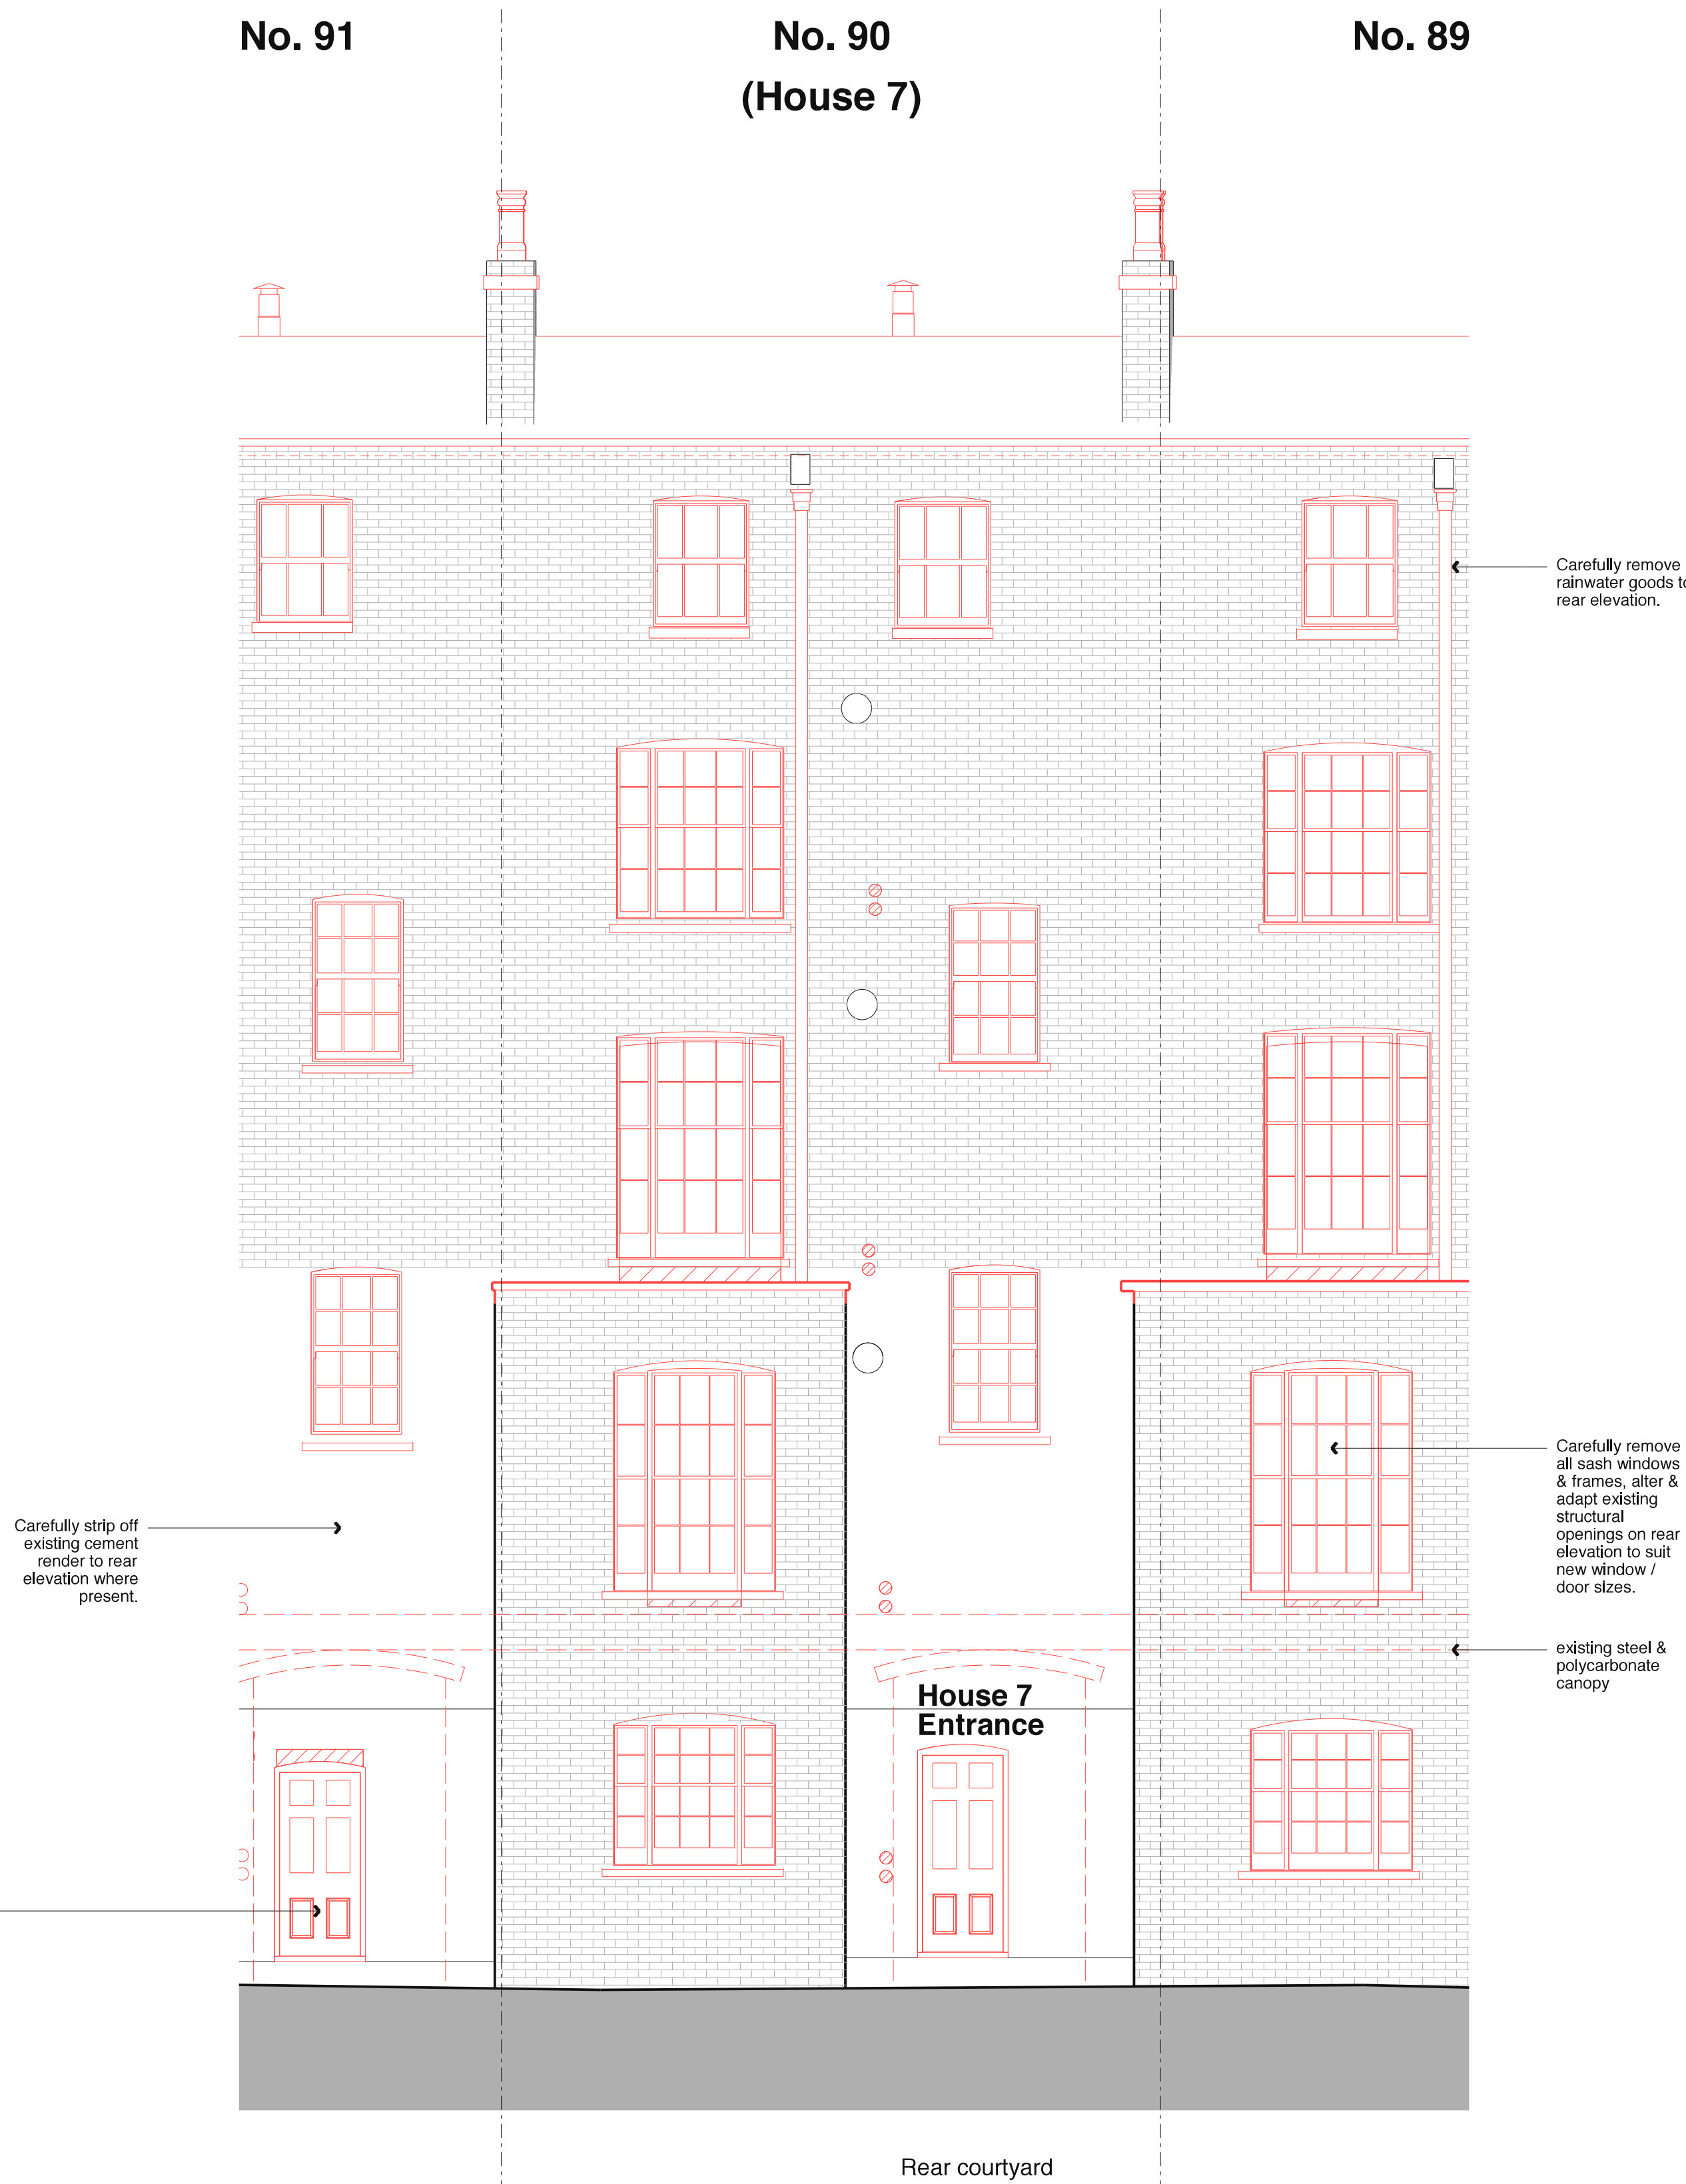 No. 91
No. 90
No. 89
(House 7)
Carefully remove
rainwater goods to
rear elevation.
Carefully remove
all sash windows
& frames, alter &
adapt existing
structural
openings on rear
elevation to suit
new window /
door sizes.
Carefully strip off
existing cement
render to rear
elevation where
present.
existing steel &
polycarbonate
canopy
House 7
Entrance
Rear courtyard